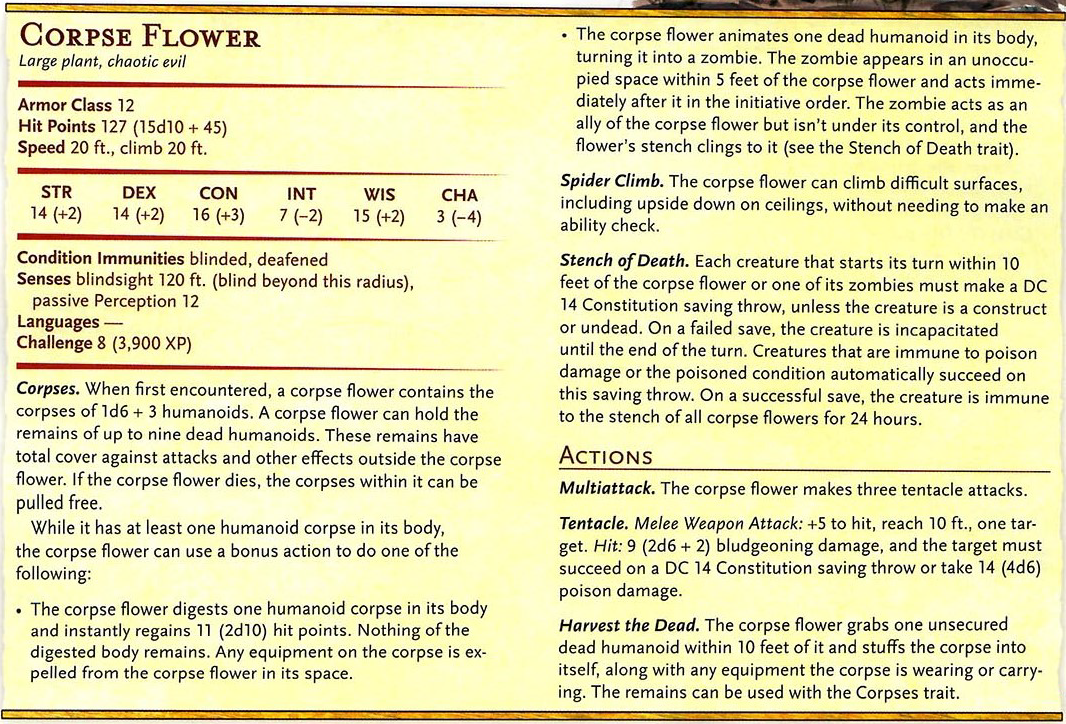 CORPSE FLOWER
Large plant, chaotic evil
Armor Class 12
Hit Points 127 (15d10 + 45)
Speed 20 ft., climb 20 ft.
STR DEX CON INT WIS CHA
14 (+2) 14 (+2) 16 (+3) 7 (−2) 15 (+2) 3 (−4)
Condition Immunities blinded, deafened
Senses blindsight 120 ft. (blind beyond this radius),
passive Perception 12
Languages —
Challenge 8 (3,900 XP)
Corpses. When first encountered, a corpse flower contains the
corpses of 1d6 + 3 humanoids. A corpse flower can hold the
remains of up to nine dead humanoids. These remains have
total cover against attacks and other effects outside the corpse
flower. If the corpse flower dies, the corpses within it can be
pulled free.
While it has at least one humanoid corpse in its body,
the corpse flower can use a bonus action to do one of the
following:
• The corpse flower digests one humanoid corpse in its body
and instantly regains 11 (2d10) hit points. Nothing of the
digested body remains. Any equipment on the corpse is ex-
pelled from the corpse flower in its space.
• The corpse flower animates one dead humanoid in its body,
turning it into a zombie. The zombie appears in an unoccu-
pied space within 5 feet of the corpse flower and acts imme-
diately after it in the initiative order. The zombie acts as an
ally of the corpse flower but isn't under its control, and the
flower's stench clings to it (see the Stench of Death trait).
Spider Climb. The corpse flower can climb difficult surfaces,
including upside down on ceilings, without needing to make an
ability check.
Stench of Death. Each creature that starts its turn within 10
feet of the corpse flower or one of its zombies must make a DC
14 Constitution saving throw, unless the creature is a construct
or undead. On a failed save, the creature is incapacitated
until the end of the turn. Creatures that are immune to poison
damage or the poisoned condition automatically succeed on
this saving throw. On a successful save, the creature is immune
to the stench of all corpse flowers for 24 hours.
ACTIONS
Multiattack. The corpse flower makes three tentacle attacks.
Tentacle. Melee Weapon Attack: +5 to hit, reach 10 ft., one tar-
get. Hit: 9 (2d6 + 2) bludgeoning damage, and the target must
succeed on a DC 14 Constitution saving throw or take 14 (4d6)
poison damage.
Harvest the Dead. The corpse flower grabs one unsecured
dead humanoid within 10 feet of it and stuffs the corpse into
itself, along with any equipment the corpse is wearing or carry-
ing. The remains can be used with the Corpses trait.